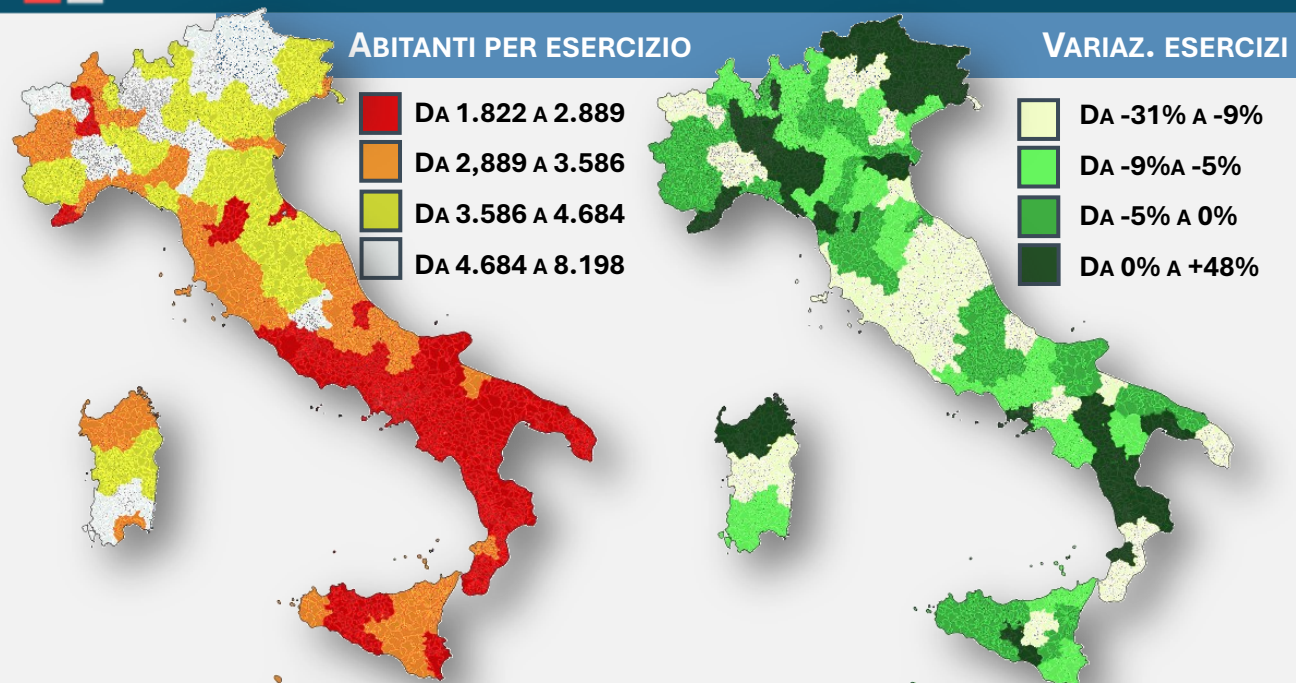 ABITANTI PER ESERCIZIO
DA 1.822 A 2.889
DA 2,889 A 3.586
DA 3.586 A 4.684
DA 4.684 A 8.198
VARIAZ. ESERCIZI
DA -31% A -9%
DA -9%A -5%
DA -5% A 0%
DA 0% A +48%